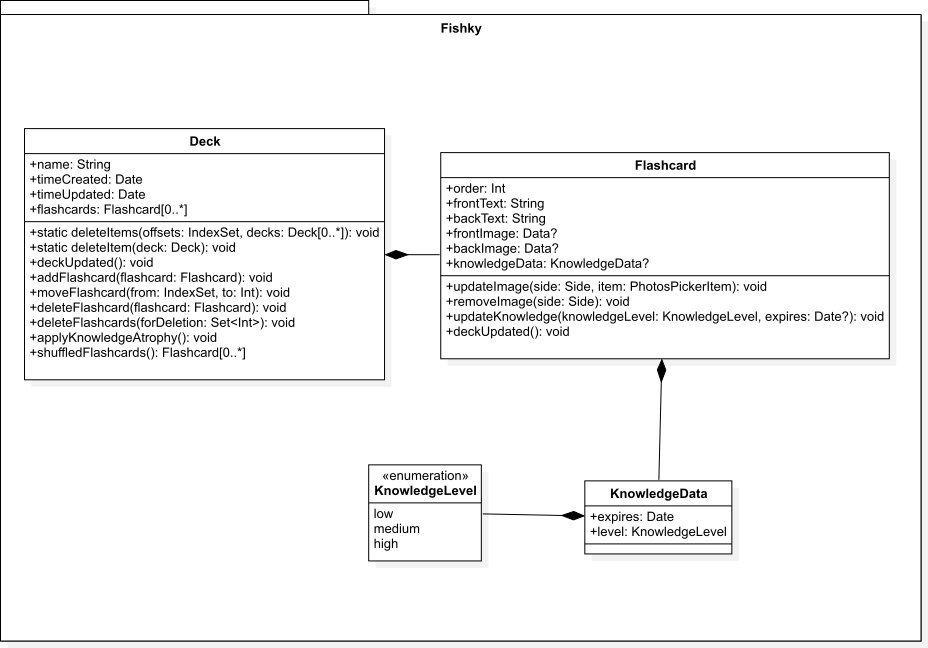 Fishky
Deck
+name: String
+timeCreated: Date
+timeUpdated: Date
+flashcards: Flashcard[0..*]
+static deleteItems(offsets: IndexSet, decks: Deck[0..*]): void
+static deleteItem(deck: Deck): void
+deckUpdated(): void
+addFlashcard(flashcard: Flashcard): void
+moveFlashcard(from: IndexSet, to: Int): void
+deleteFlashcard(flashcard: Flashcard): void
+deleteFlashcards(forDeletion: Set<Int>): void
+applyKnowledgeAtrophy(): void
+shuffledFlashcards(): Flashcard[0..*]
Flashcard
+order: Int
+frontText: String
+backText: String
+frontImage: Data?
+backImage: Data?
+knowledgeData: KnowledgeData?
+updateImage(side: Side, item: PhotosPickerItem): void
+removeImage(side: Side): void
+updateKnowledge(knowledgeLevel: KnowledgeLevel, expires: Date?): void
+deckUpdated(): void
«enumeration»
KnowledgeLevel
low
medium
high
KnowledgeData
+expires: Date
+level: KnowledgeLevel